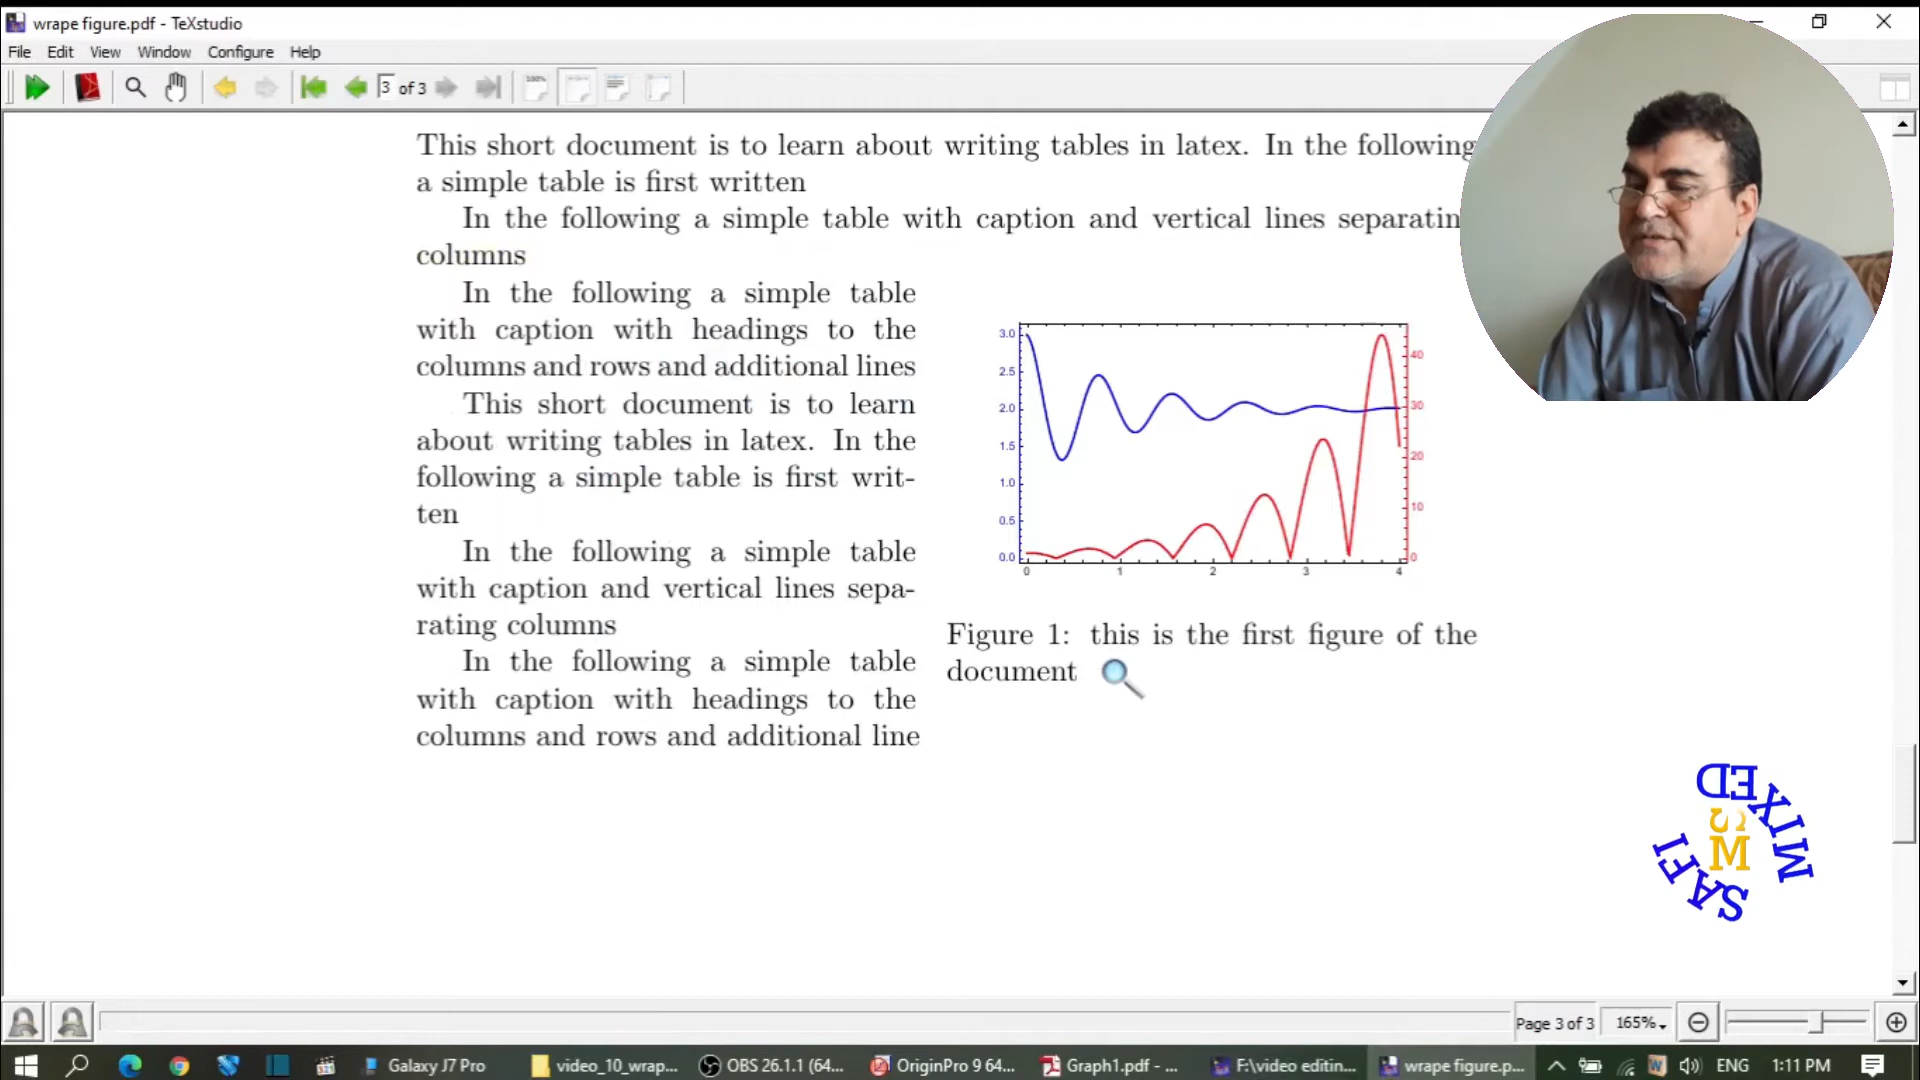 wrape figure.pdf - TeXstudio
File Edit View Window Configure Help
3 of 3
100%
This short document is to learn about writing tables in latex. In the following
a simple table is first written
In the following a simple table with caption and vertical lines separatin
columns
In the following a simple table
with caption with headings to the
columns and rows and additional lines
This short document is to learn
about writing tables in latex. In the
following a simple table is first writ-
ten
In the following a simple table
with caption and vertical lines sepa-
rating columns
In the following a simple table
with caption with headings to the
columns and rows and additional line
3.0
2.5
2.0
1.5
1.0
0.5
0.0
40
30
20
10
0
0 1 2 3 4
Figure 1: this is the first figure of the
document
MIXED
M
SAFI
Page 3 of 3 165%
Galaxy J7 Pro video_10_wrap... OBS 26.1.1 (64... OriginPro 9 64... Graph1.pdf - ... F:\video editin... wrape figure.p... ENG 1:11 PM